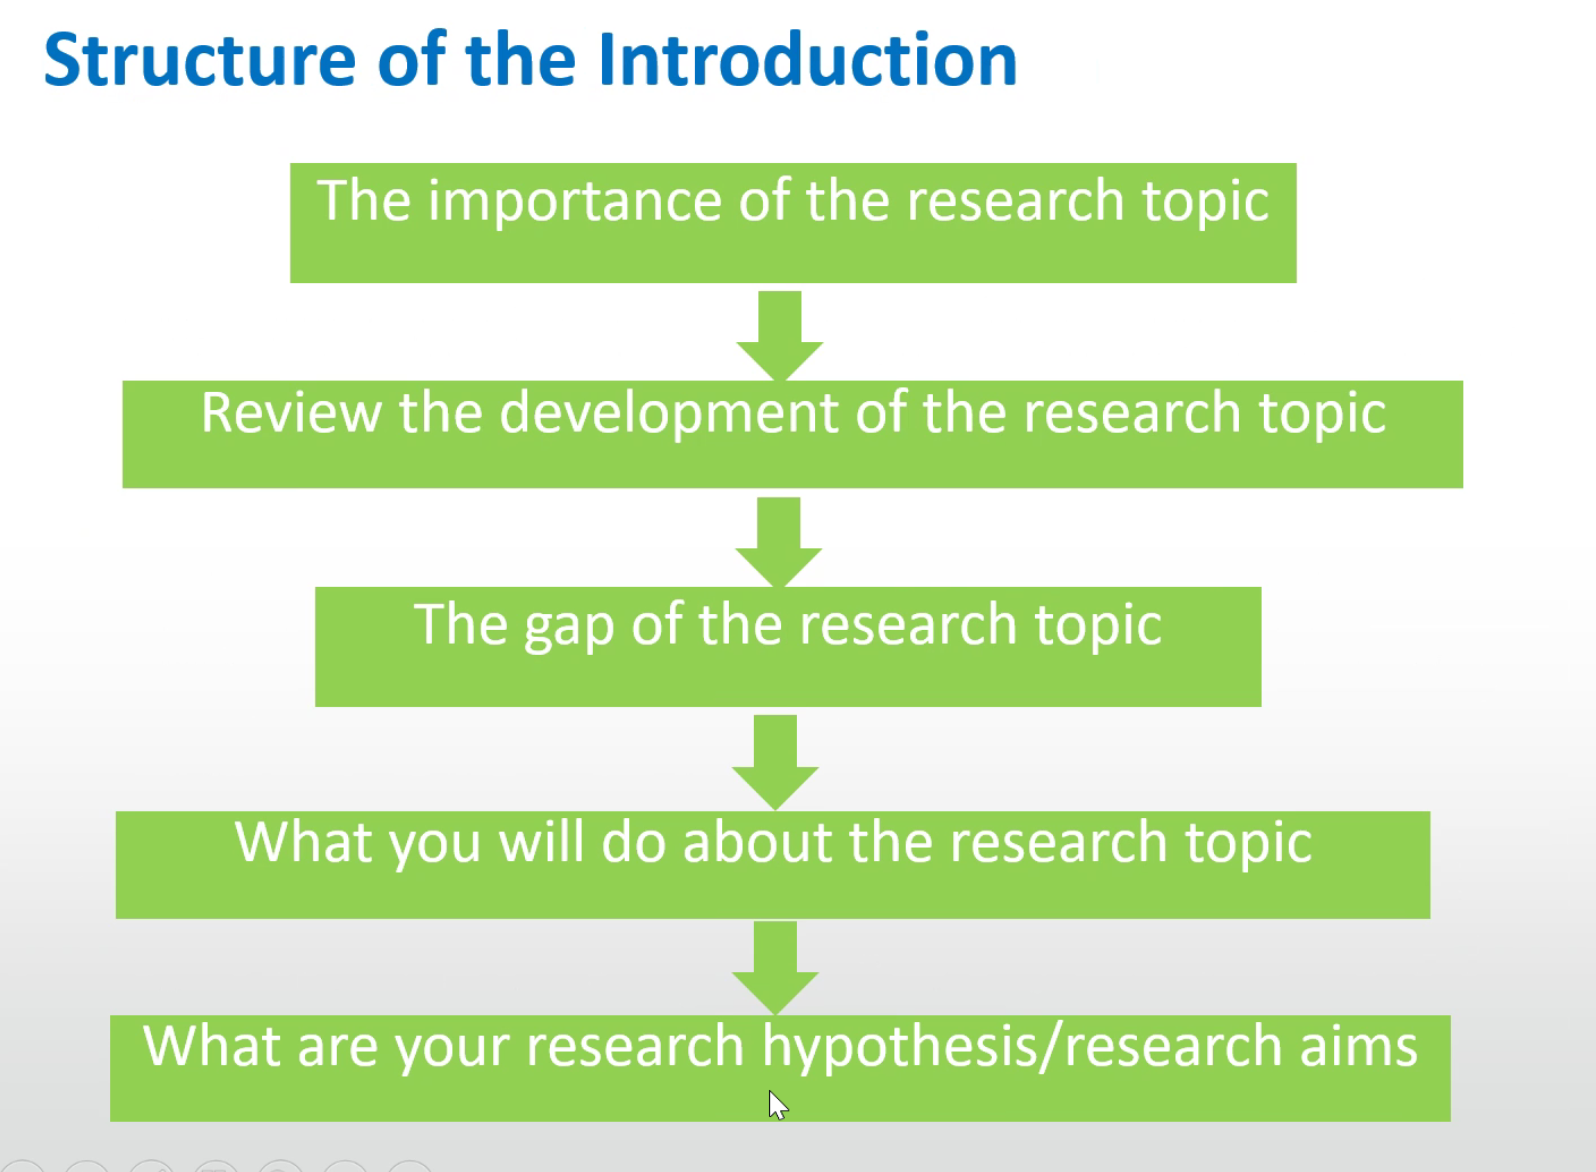 Structure of the Introduction
The importance of the research topic
Review the development of the research topic
The gap of the research topic
What you will do about the research topic
What are your research hypothesis/research aims